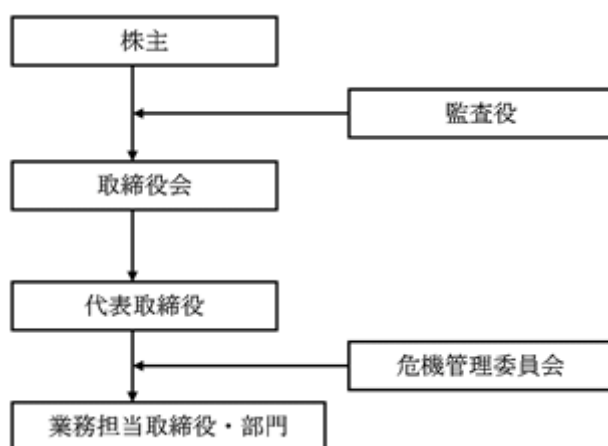 株主
監査役
取締役会
代表取締役
危機管理委員会
業務担当取締役・部門